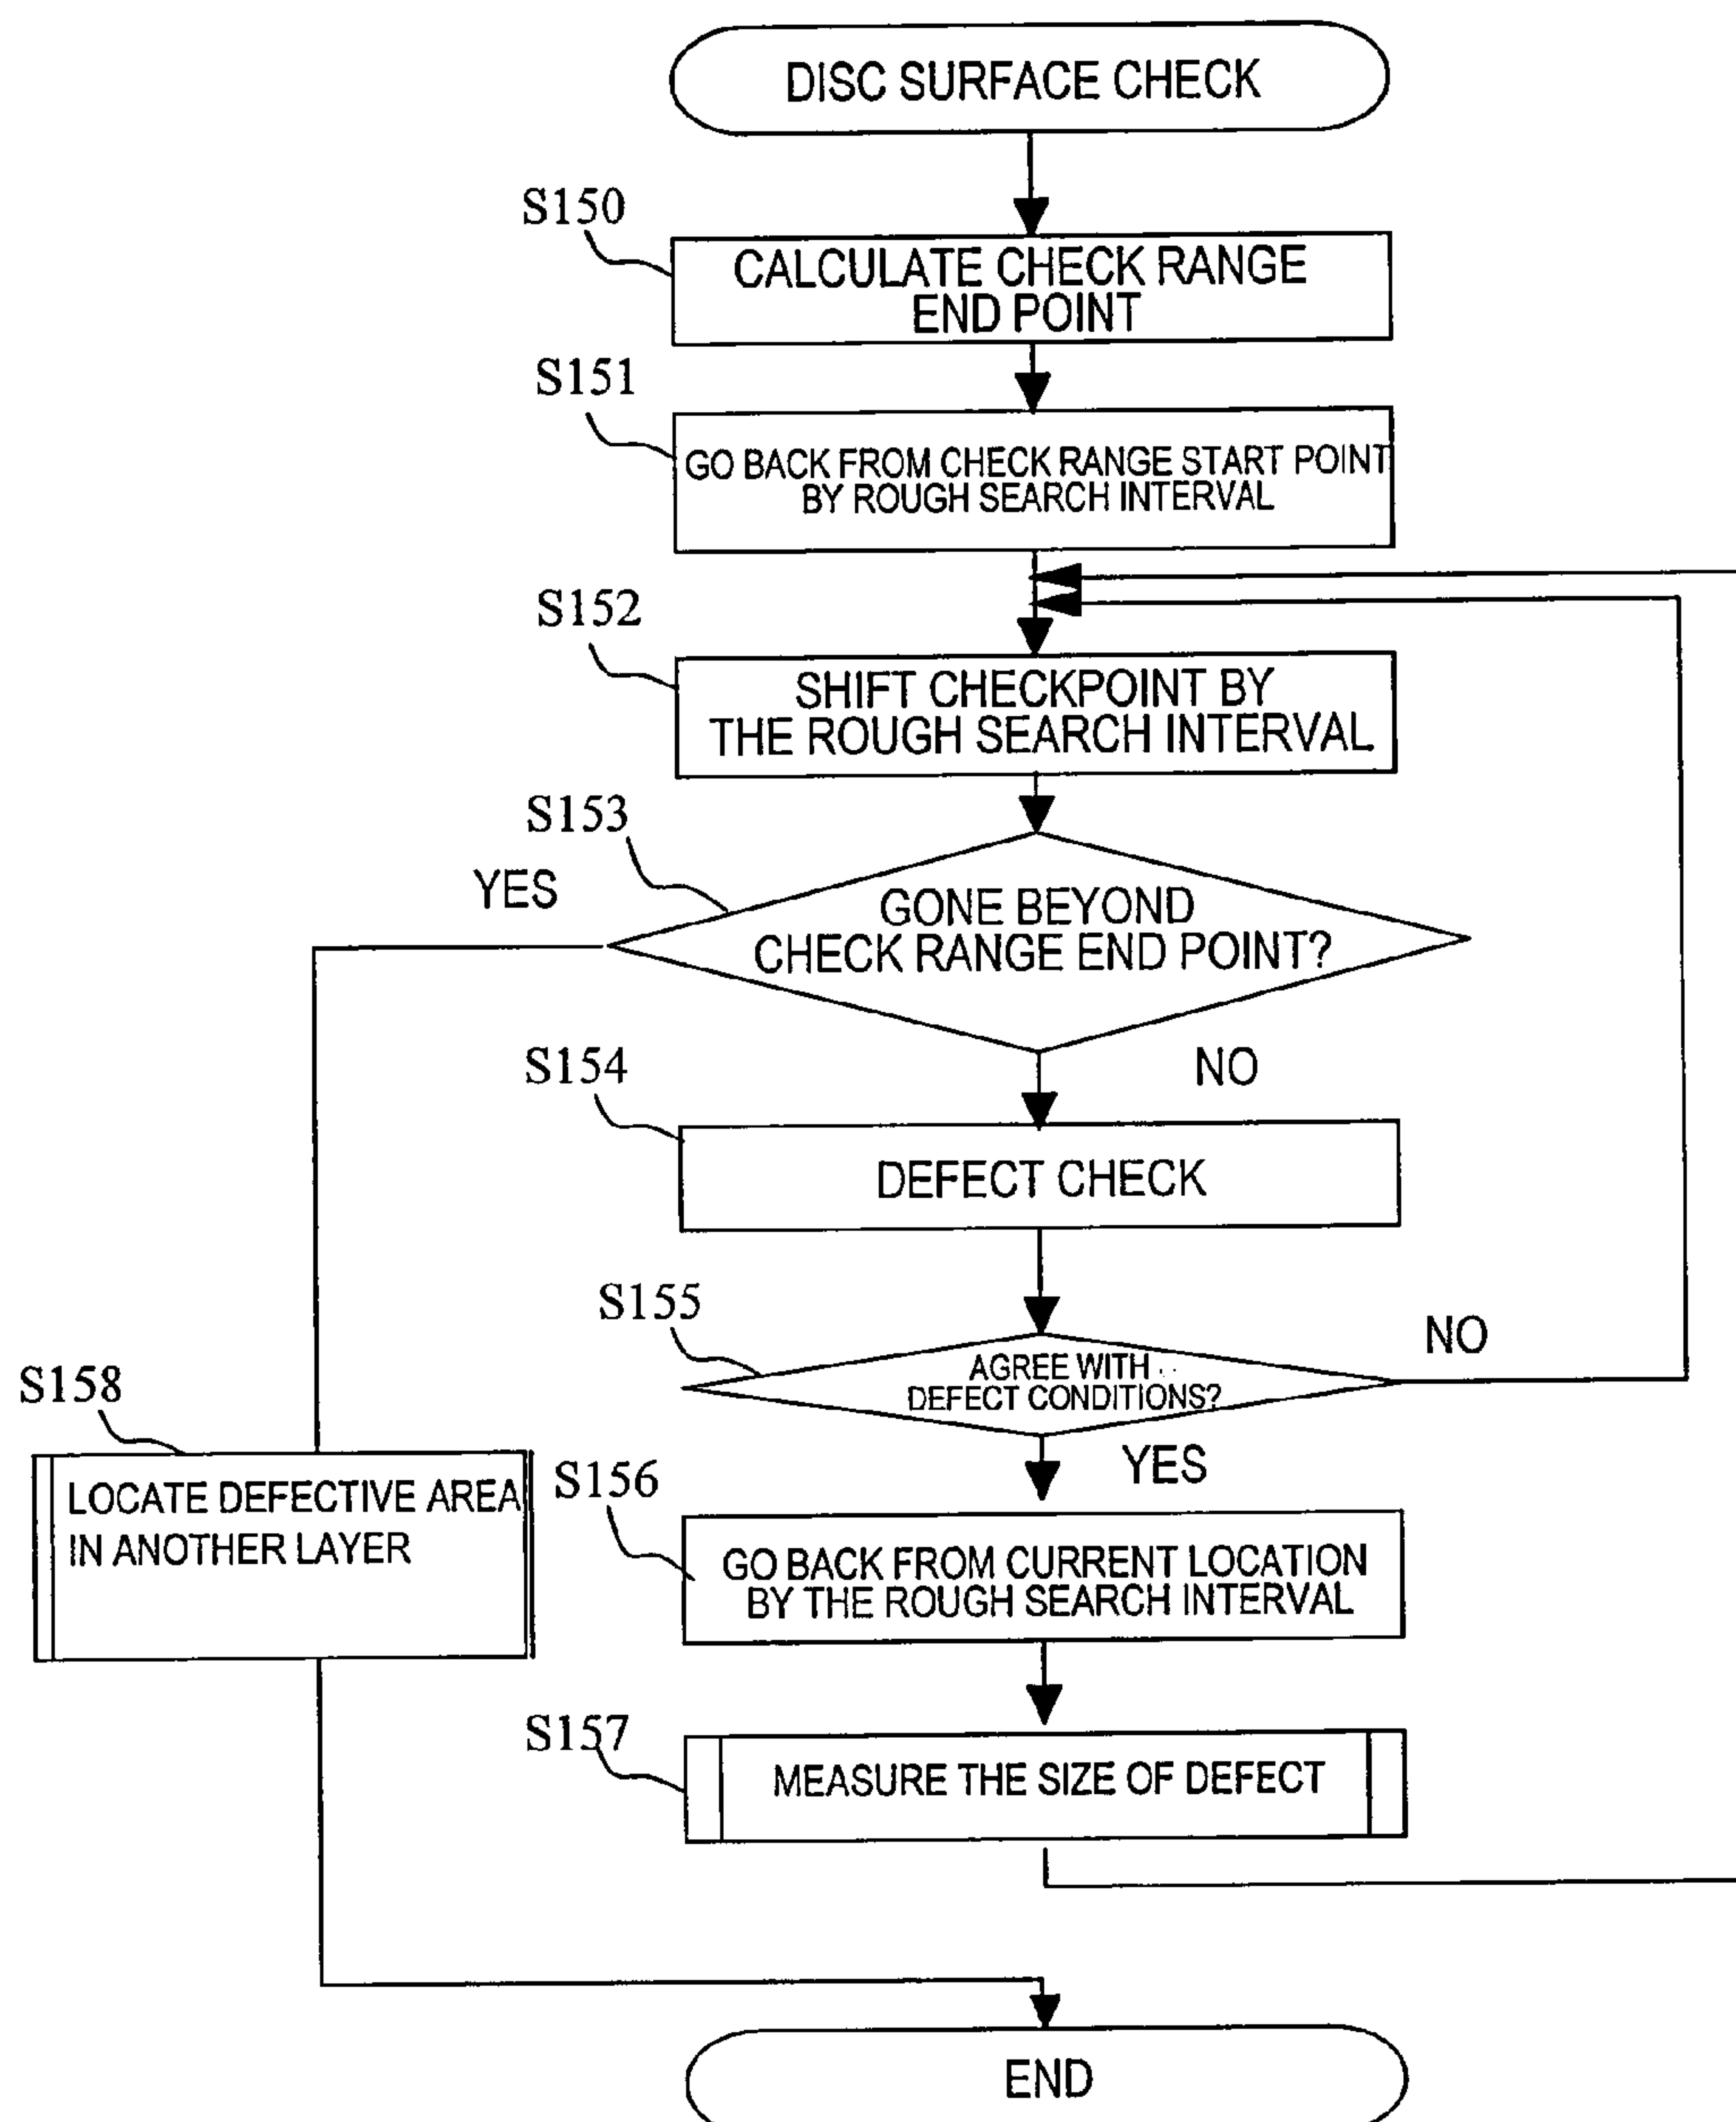 DISC SURFACE CHECK
S150
CALCULATE CHECK RANGE
END POINT
S151
GO BACK FROM CHECK RANGE START POINT
BY ROUGH SEARCH INTERVAL
S152
SHIFT CHECKPOINT BY
THE ROUGH SEARCH INTERVAL
S153
YES
GONE BEYOND
CHECK RANGE END POINT?
NO
S154
DEFECT CHECK
S155
AGREE WITH
DEFECT CONDITIONS?
NO
YES
S158
LOCATE DEFECTIVE AREA
IN ANOTHER LAYER
S156
GO BACK FROM CURRENT LOCATION
BY THE ROUGH SEARCH INTERVAL
S157
MEASURE THE SIZE OF DEFECT
END